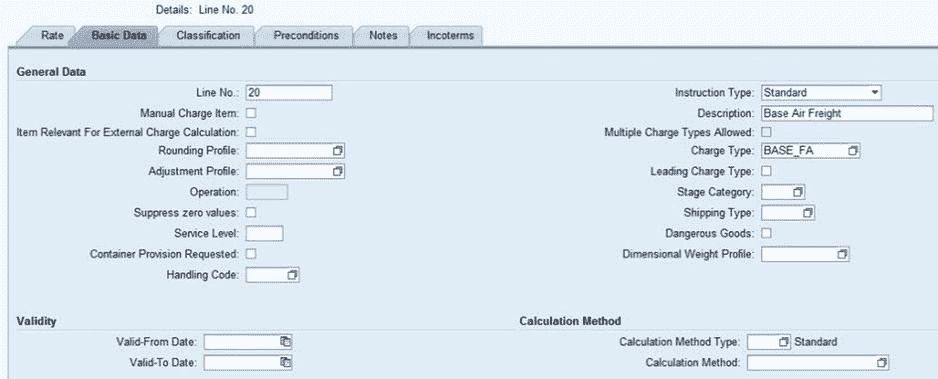 Details: Line No. 20
Rate Basic Data Classification Preconditions Notes Incoterms
General Data
Line No.: 20 Instruction Type: Standard
Manual Charge Item: Description: Base Air Freight
Item Relevant For External Charge Calculation: Multiple Charge Types Allowed:
Rounding Profile: Charge Type: BASE_FA
Adjustment Profile: Leading Charge Type:
Operation: Stage Category:
Suppress zero values: Shipping Type:
Service Level: Dangerous Goods:
Container Provision Requested: Dimensional Weight Profile:
Handling Code:
Validity Calculation Method
Valid-From Date: Calculation Method Type: Standard
Valid-To Date: Calculation Method: